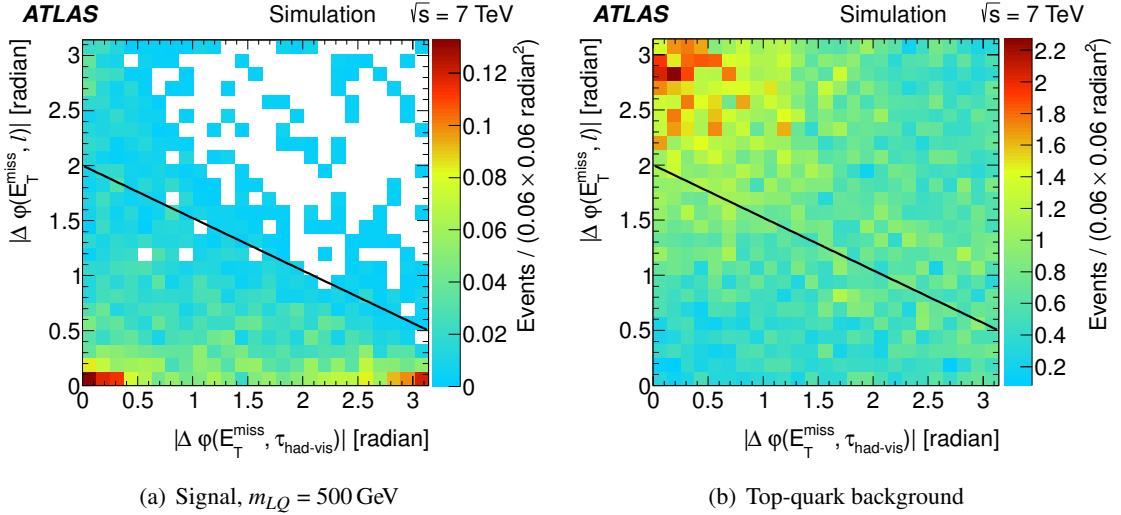 ATLAS Simulation √s = 7 TeV
|Δ φ(E_T^miss, l)| [radian]
3
2.5
2
1.5
1
0.5
0
0 0.5 1 1.5 2 2.5 3
|Δ φ(E_T^miss, τ_had-vis)| [radian]
0.12
0.1
0.08
0.06
0.04
0.02
0
Events / (0.06 × 0.06 radian²)
(a) Signal, m_LQ = 500 GeV
ATLAS Simulation √s = 7 TeV
|Δ φ(E_T^miss, l)| [radian]
3
2.5
2
1.5
1
0.5
0
0 0.5 1 1.5 2 2.5 3
|Δ φ(E_T^miss, τ_had-vis)| [radian]
2.2
2
1.8
1.6
1.4
1.2
1
0.8
0.6
0.4
0.2
Events / (0.06 × 0.06 radian²)
(b) Top-quark background